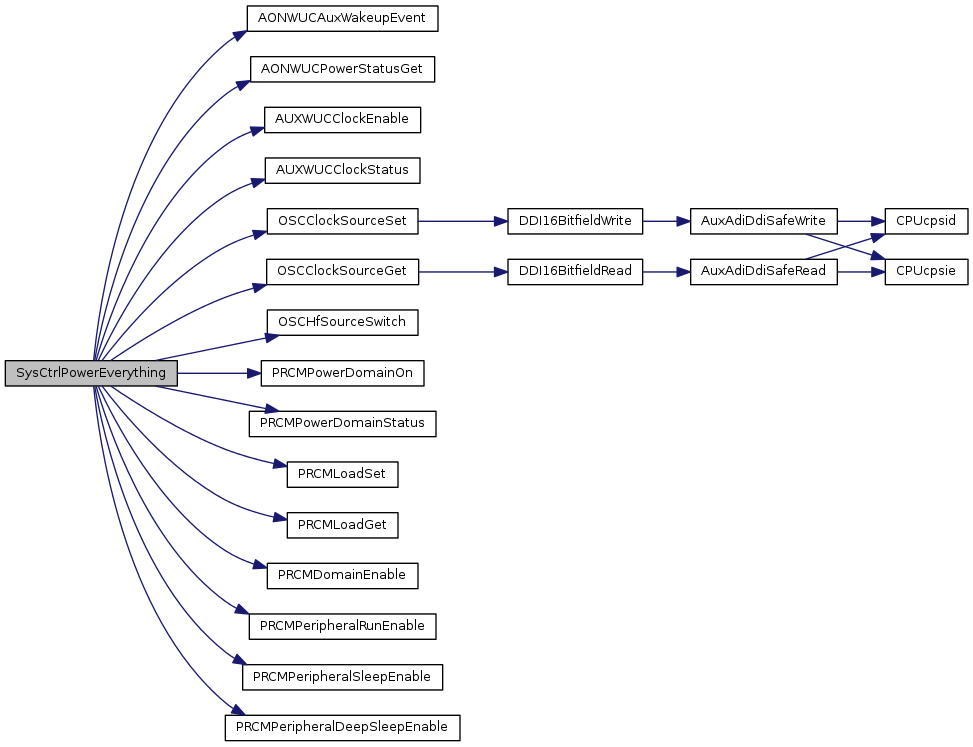 AONWUCAuxWakeupEvent
AONWUCPowerStatusGet
AUXWUCClockEnable
AUXWUCClockStatus
OSCClockSourceSet
DDI16BitfieldWrite
AuxAdiDdiSafeWrite
CPUcpsid
OSCClockSourceGet
DDI16BitfieldRead
AuxAdiDdiSafeRead
CPUcpsie
OSCHfSourceSwitch
SysCtrlPowerEverything
PRCMPowerDomainOn
PRCMPowerDomainStatus
PRCMLoadSet
PRCMLoadGet
PRCMDomainEnable
PRCMPeripheralRunEnable
PRCMPeripheralSleepEnable
PRCMPeripheralDeepSleepEnable